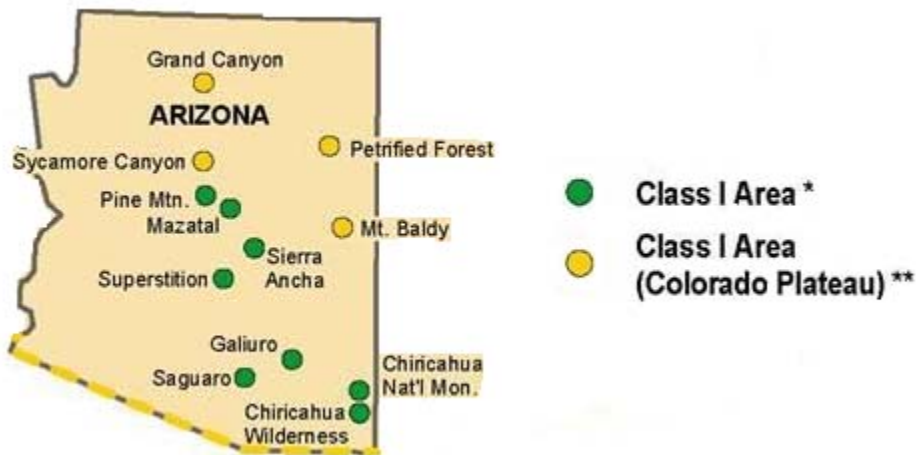 Grand Canyon
ARIZONA
Petrified Forest
Sycamore Canyon
Pine Mtn.
Mazatal
Mt. Baldy
Sierra
Ancha
Superstition
Galiuro
Saguaro
Chiricahua
Nat'l Mon.
Chiricahua
Wilderness
Class I Area *
Class I Area
(Colorado Plateau) **